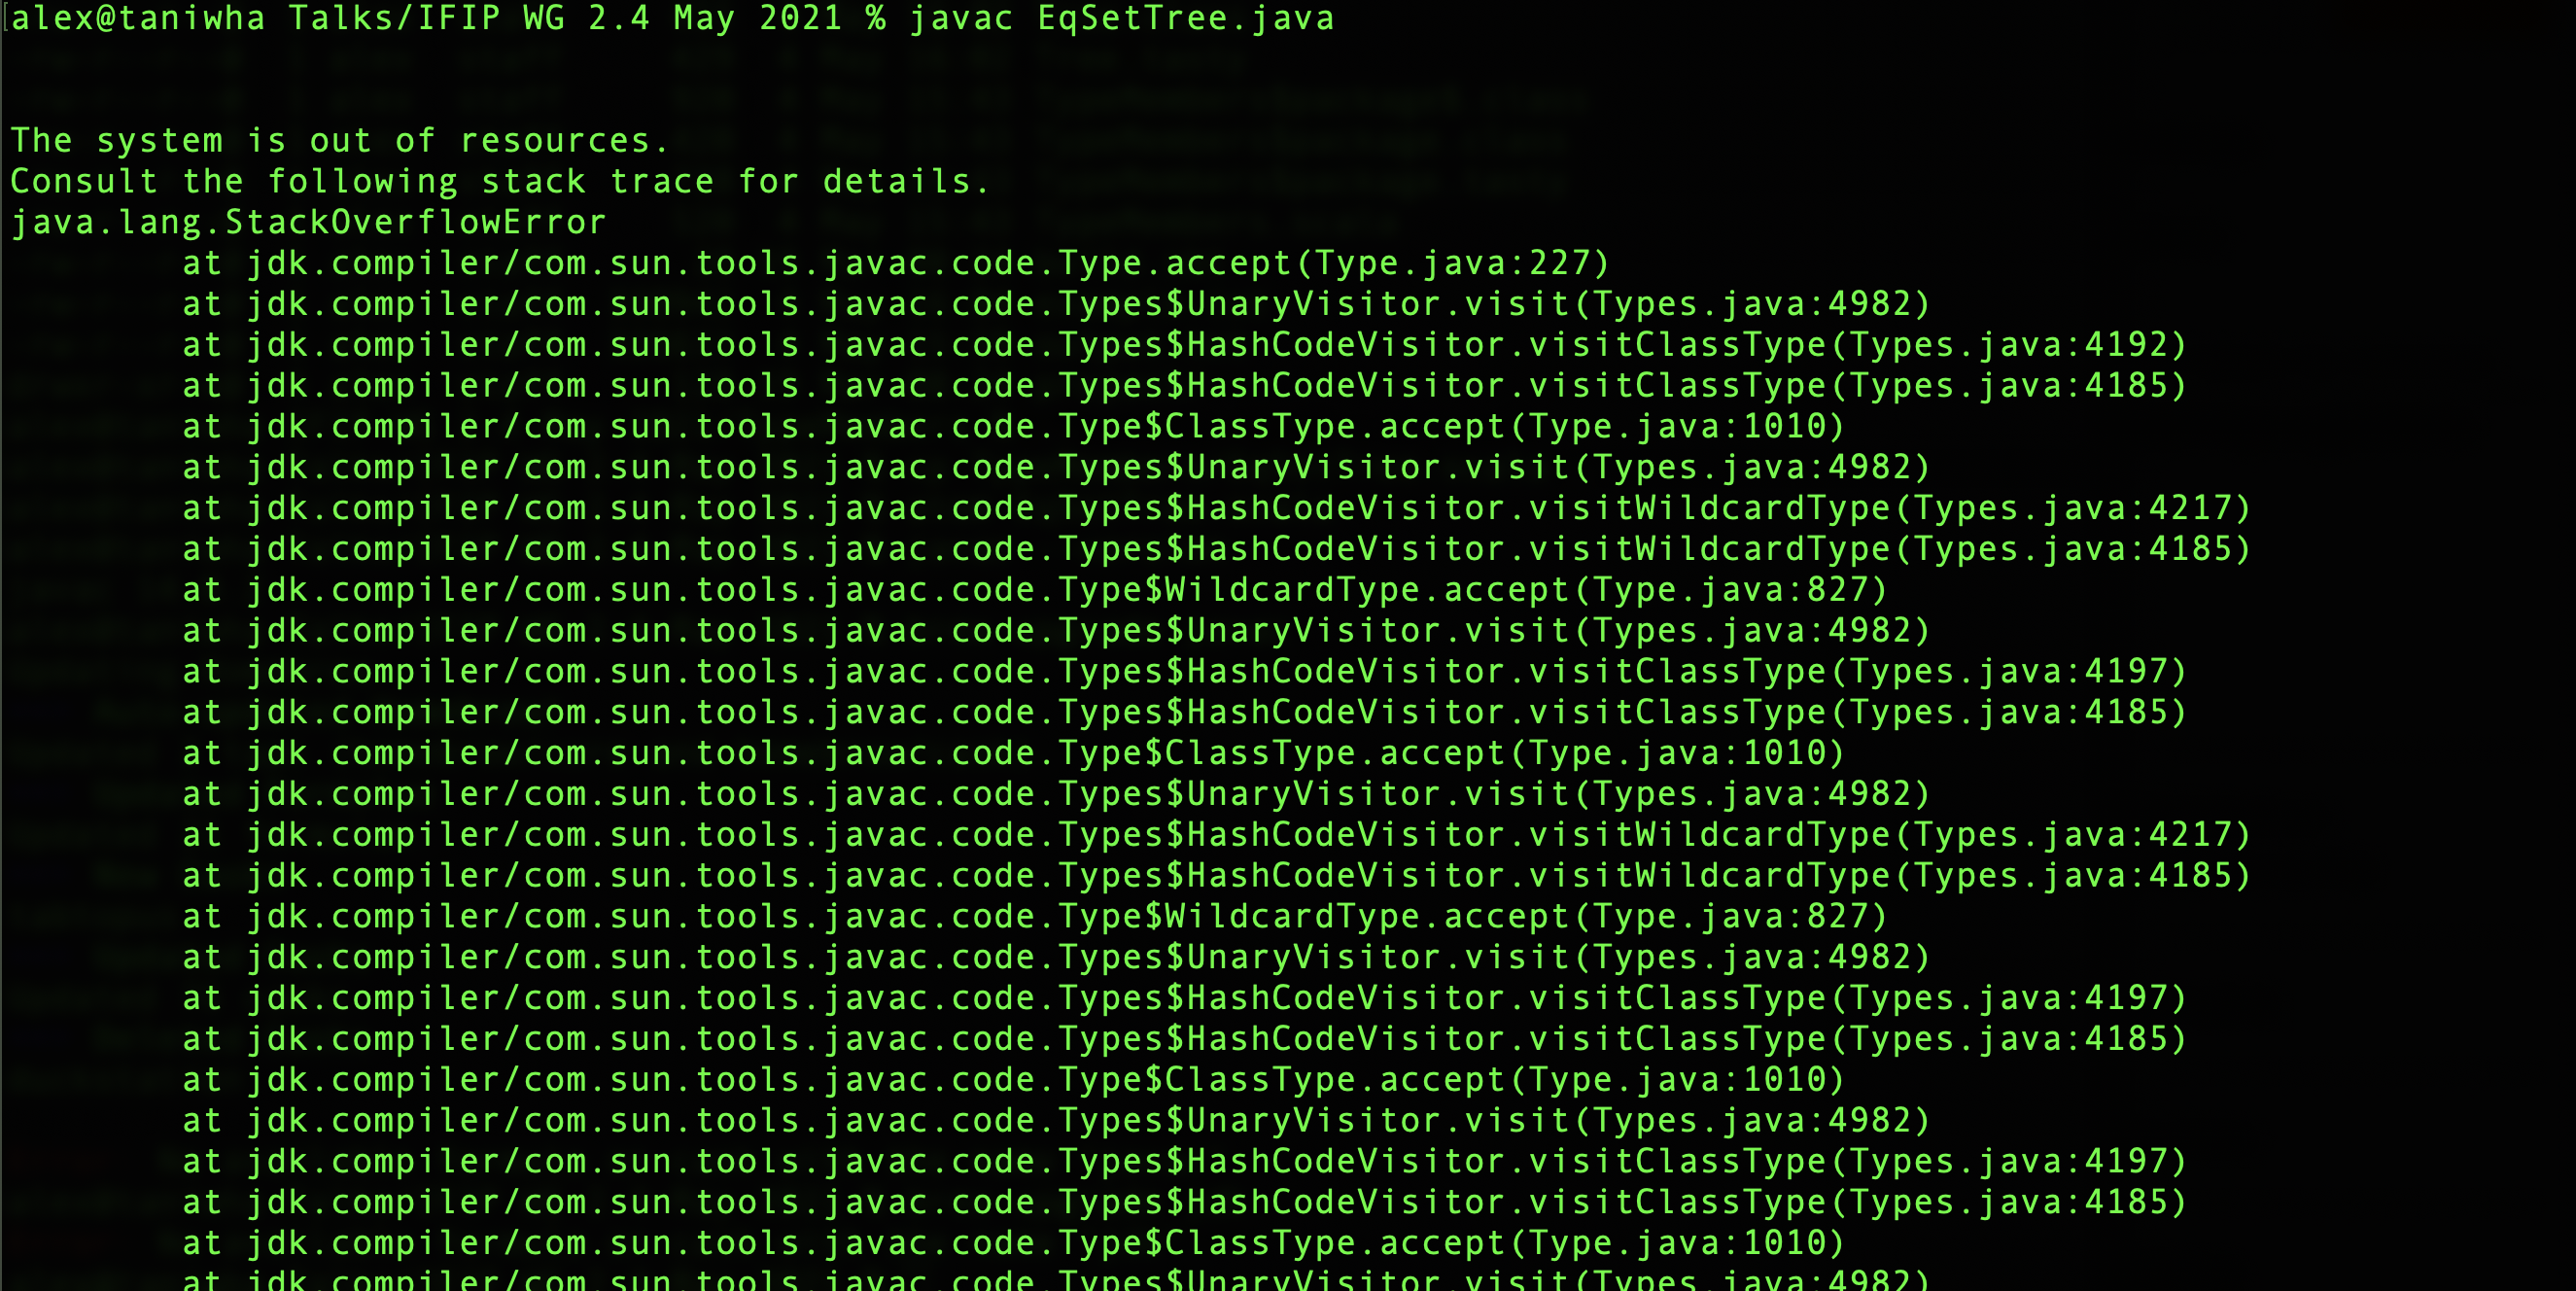 [alex@taniwha Talks/IFIP WG 2.4 May 2021 % javac EqSetTree.java
The system is out of resources.
Consult the following stack trace for details.
java.lang.StackOverflowError
at jdk.compiler/com.sun.tools.javac.code.Type.accept(Type.java:227)
at jdk.compiler/com.sun.tools.javac.code.Types$UnaryVisitor.visit(Types.java:4982)
at jdk.compiler/com.sun.tools.javac.code.Types$HashCodeVisitor.visitClassType(Types.java:4192)
at jdk.compiler/com.sun.tools.javac.code.Types$HashCodeVisitor.visitClassType(Types.java:4185)
at jdk.compiler/com.sun.tools.javac.code.Type$ClassType.accept(Type.java:1010)
at jdk.compiler/com.sun.tools.javac.code.Types$UnaryVisitor.visit(Types.java:4982)
at jdk.compiler/com.sun.tools.javac.code.Types$HashCodeVisitor.visitWildcardType(Types.java:4217)
at jdk.compiler/com.sun.tools.javac.code.Types$HashCodeVisitor.visitWildcardType(Types.java:4185)
at jdk.compiler/com.sun.tools.javac.code.Type$WildcardType.accept(Type.java:827)
at jdk.compiler/com.sun.tools.javac.code.Types$UnaryVisitor.visit(Types.java:4982)
at jdk.compiler/com.sun.tools.javac.code.Types$HashCodeVisitor.visitClassType(Types.java:4197)
at jdk.compiler/com.sun.tools.javac.code.Types$HashCodeVisitor.visitClassType(Types.java:4185)
at jdk.compiler/com.sun.tools.javac.code.Type$ClassType.accept(Type.java:1010)
at jdk.compiler/com.sun.tools.javac.code.Types$UnaryVisitor.visit(Types.java:4982)
at jdk.compiler/com.sun.tools.javac.code.Types$HashCodeVisitor.visitWildcardType(Types.java:4217)
at jdk.compiler/com.sun.tools.javac.code.Types$HashCodeVisitor.visitWildcardType(Types.java:4185)
at jdk.compiler/com.sun.tools.javac.code.Type$WildcardType.accept(Type.java:827)
at jdk.compiler/com.sun.tools.javac.code.Types$UnaryVisitor.visit(Types.java:4982)
at jdk.compiler/com.sun.tools.javac.code.Types$HashCodeVisitor.visitClassType(Types.java:4197)
at jdk.compiler/com.sun.tools.javac.code.Types$HashCodeVisitor.visitClassType(Types.java:4185)
at jdk.compiler/com.sun.tools.javac.code.Type$ClassType.accept(Type.java:1010)
at jdk.compiler/com.sun.tools.javac.code.Types$UnaryVisitor.visit(Types.java:4982)
at jdk.compiler/com.sun.tools.javac.code.Types$HashCodeVisitor.visitClassType(Types.java:4197)
at jdk.compiler/com.sun.tools.javac.code.Types$HashCodeVisitor.visitClassType(Types.java:4185)
at jdk.compiler/com.sun.tools.javac.code.Type$ClassType.accept(Type.java:1010)
at jdk.compiler/com.sun.tools.javac.code.Types$UnaryVisitor.visit(Types.java:4982)